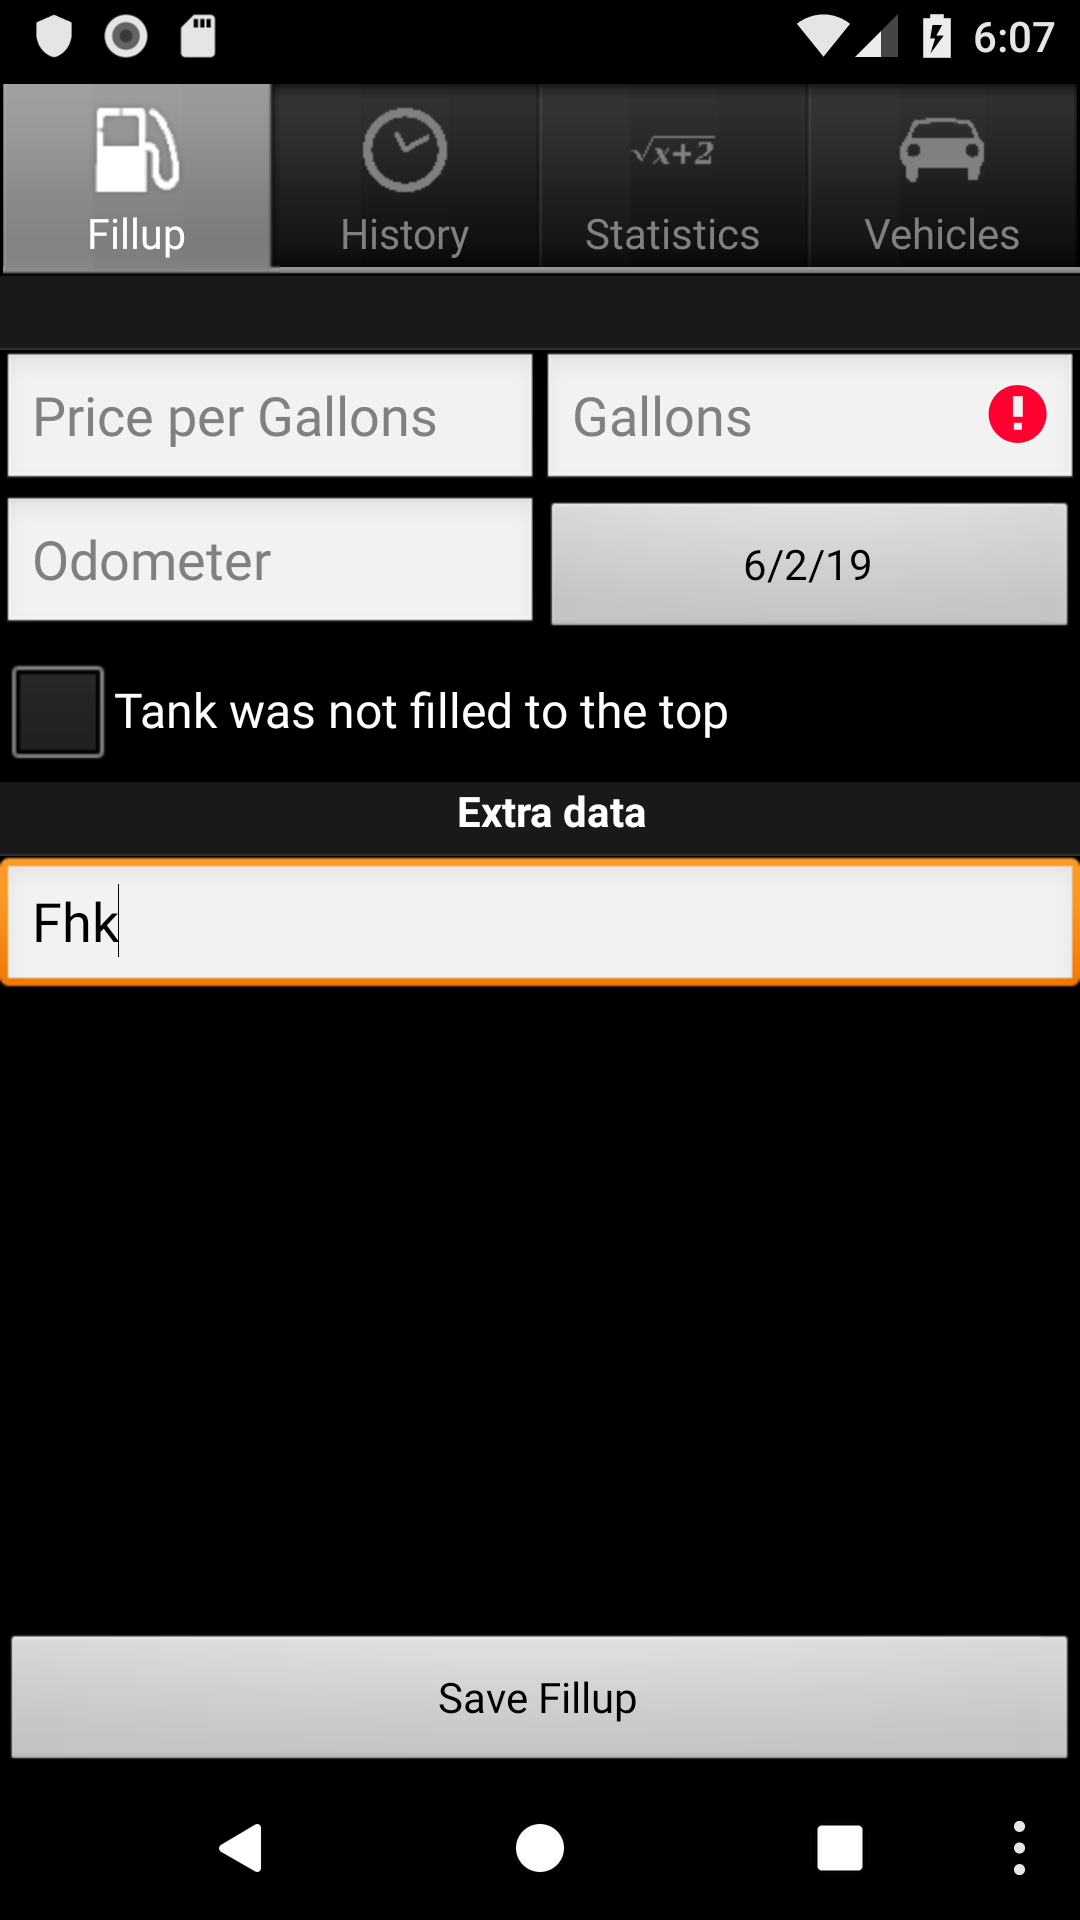 6:07
Fillup
History
√x+2
Statistics
Vehicles
Price per Gallons
Gallons
Odometer
6/2/19
Tank was not filled to the top
Extra data
Fhk
Save Fillup